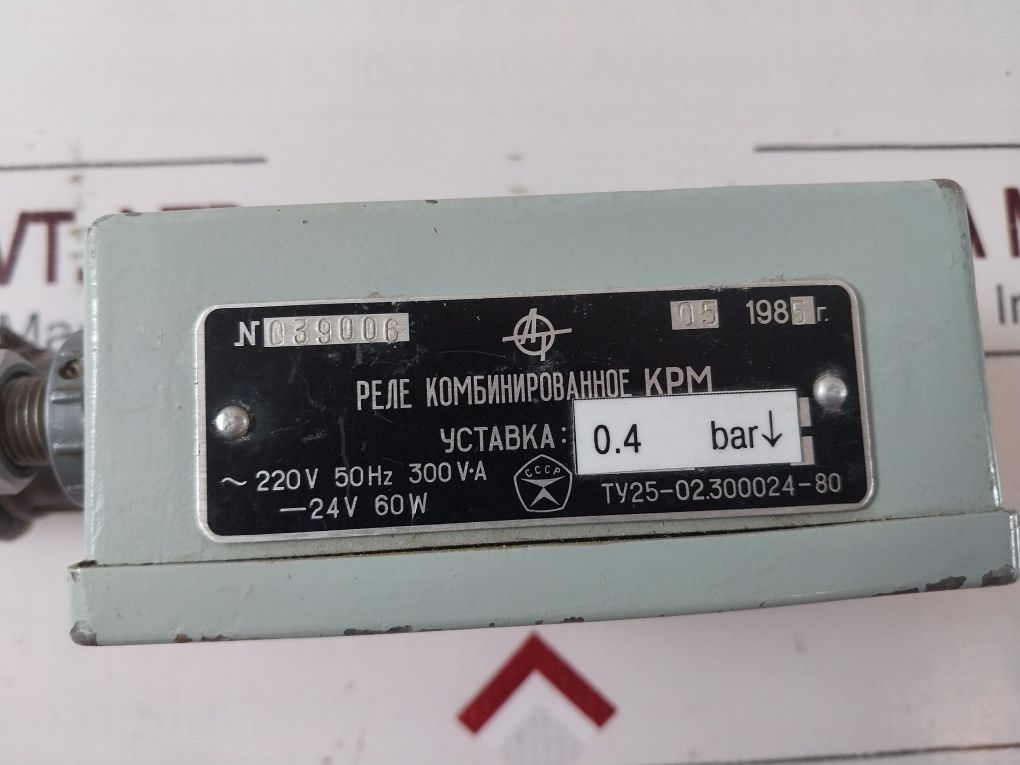 № 039006
05 1985 г.
РЕЛЕ КОМБИНИРОВАННОЕ КРМ
УСТАВКА: 0.4 bar↓
~ 220V 50Hz 300V·A
—24V 60W
СССР
ТУ25-02.300024-80